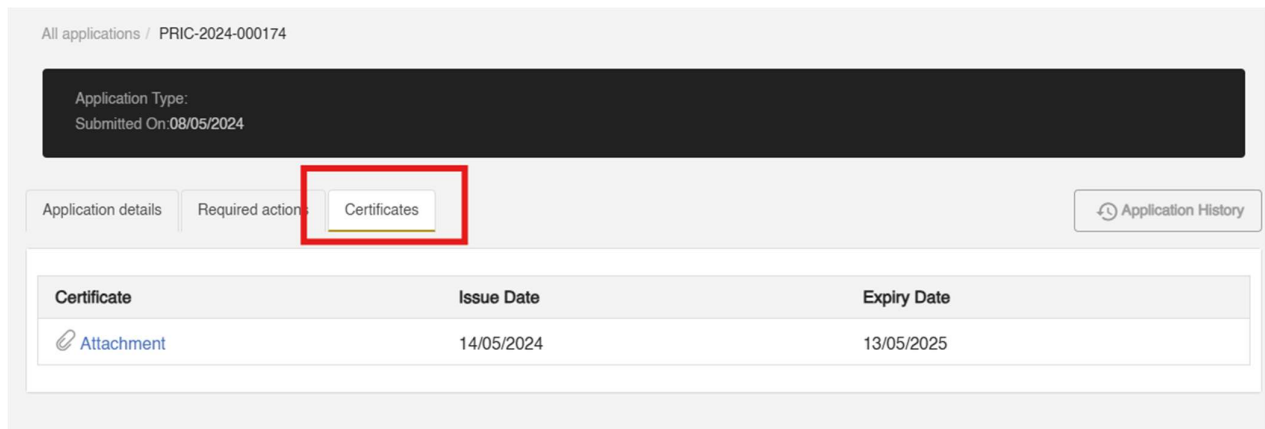 All applications / PRIC-2024-000174
Application Type:
Submitted On:08/05/2024
Application details Required actions Certificates Application History
Certificate Issue Date Expiry Date
Attachment 14/05/2024 13/05/2025